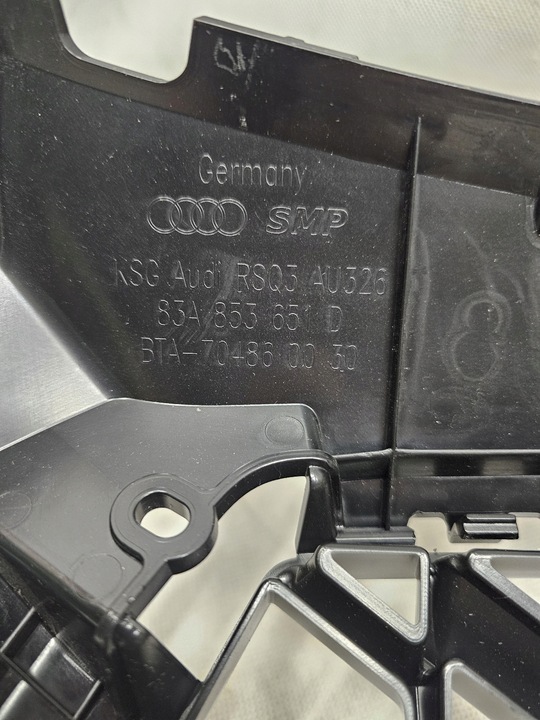 Germany
SMP
KSG Audi RSQ3 AU326
83A 853 651 D
BTA-70486 00 30